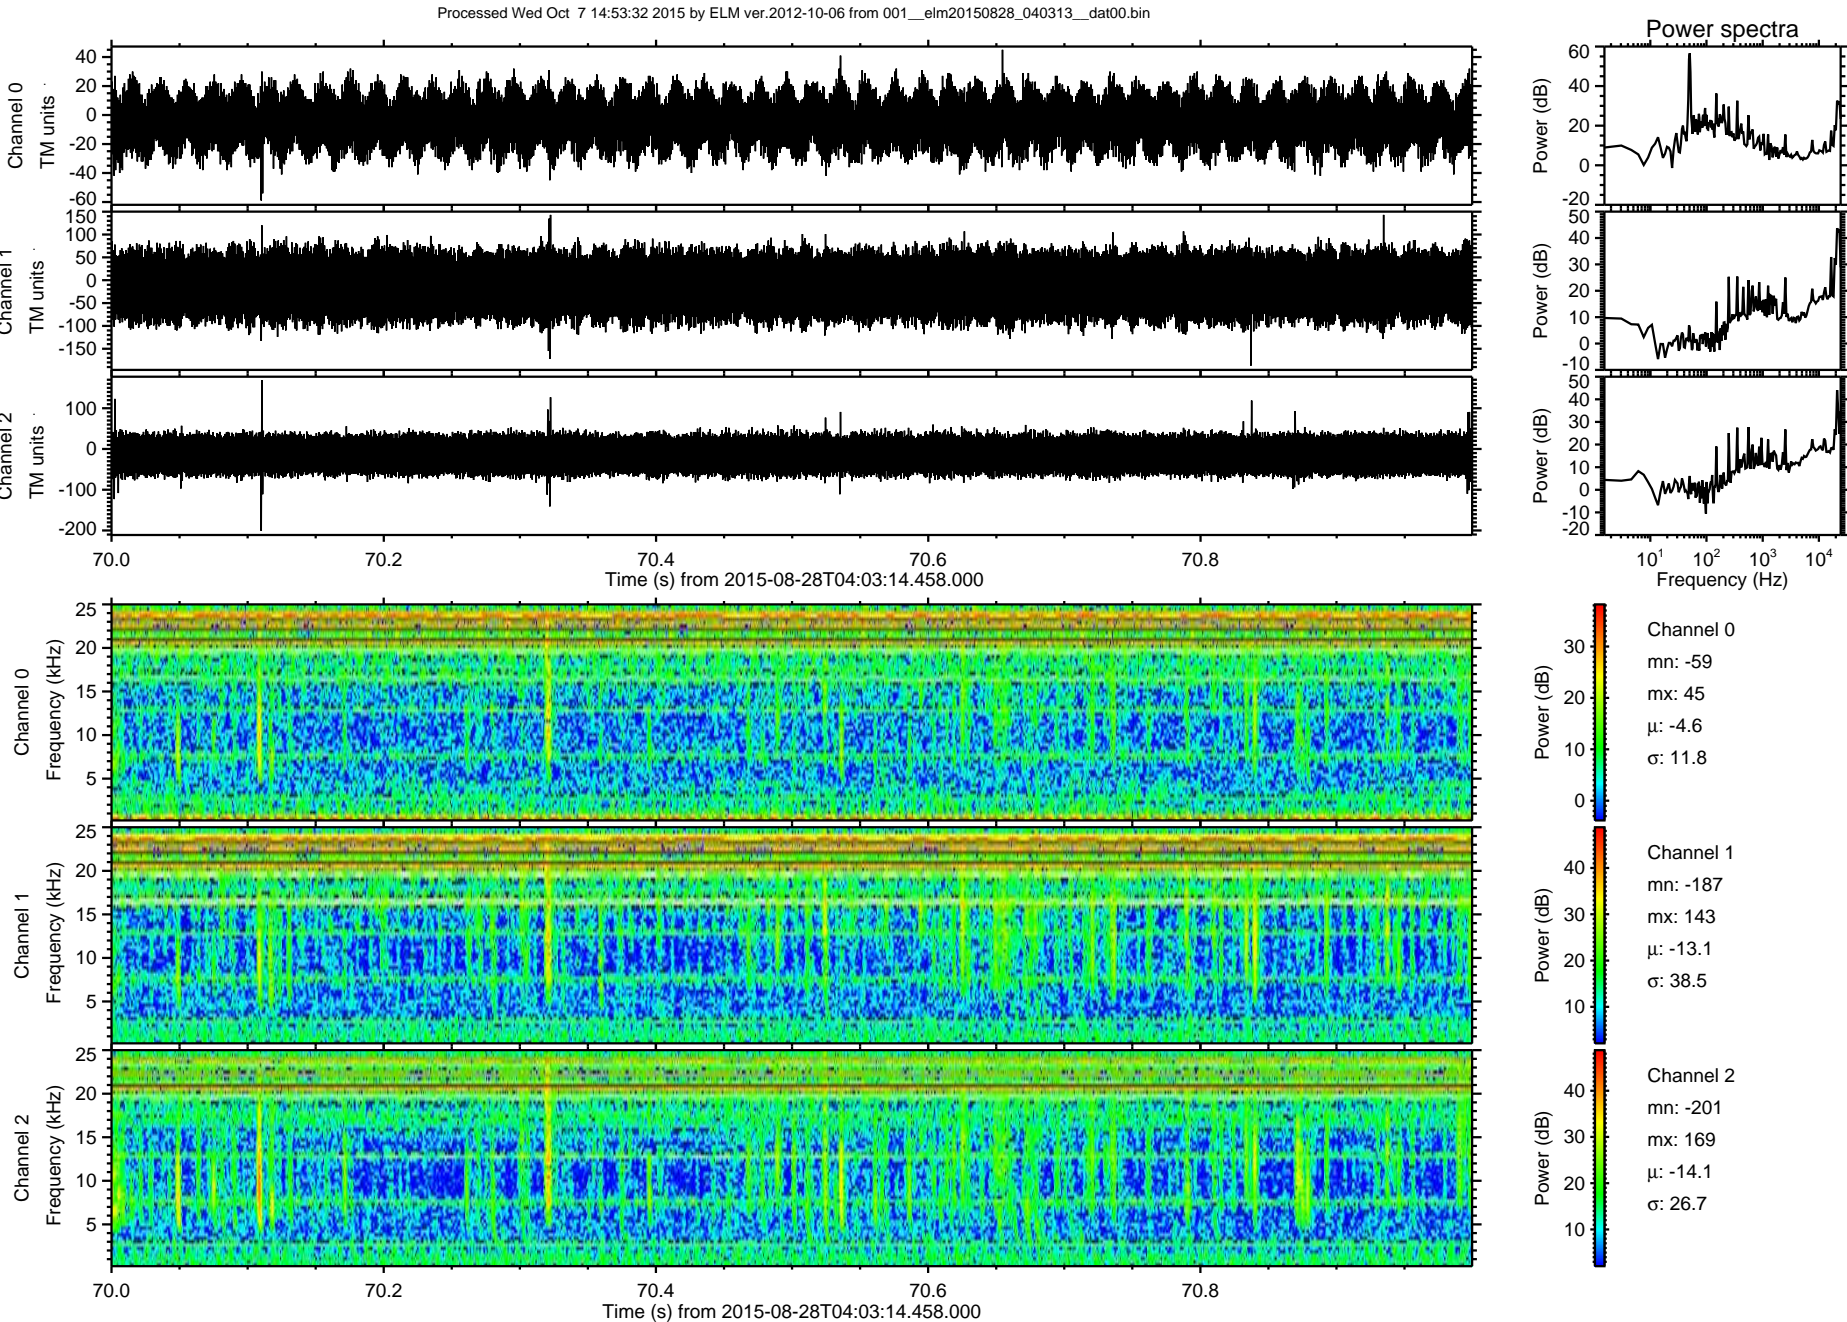 Processed Wed Oct 7 14:53:32 2015 by ELM ver.2012-10-06 from 001__elm20150828_040313__dat00.bin
Power spectra
Channel 0
TM units
40
20
0
-20
-40
-60
Power (dB)
60
40
20
0
-20
Channel 1
TM units
150
100
50
0
-50
-100
-150
Power (dB)
50
40
30
20
10
0
-10
Channel 2
TM units
100
0
-100
-200
Power (dB)
50
40
30
20
10
0
-10
-20
70.0 70.2 70.4 70.6 70.8
Time (s) from 2015-08-28T04:03:14.458.000
10^1 10^2 10^3 10^4
Frequency (Hz)
Channel 0
Frequency (kHz)
25
20
15
10
5
Power (dB)
30
20
10
0
Channel 0
mn: -59
mx: 45
μ: -4.6
σ: 11.8
Channel 1
Frequency (kHz)
25
20
15
10
5
Power (dB)
40
30
20
10
Channel 1
mn: -187
mx: 143
μ: -13.1
σ: 38.5
Channel 2
Frequency (kHz)
25
20
15
10
5
Power (dB)
40
30
20
10
Channel 2
mn: -201
mx: 169
μ: -14.1
σ: 26.7
70.0 70.2 70.4 70.6 70.8
Time (s) from 2015-08-28T04:03:14.458.000